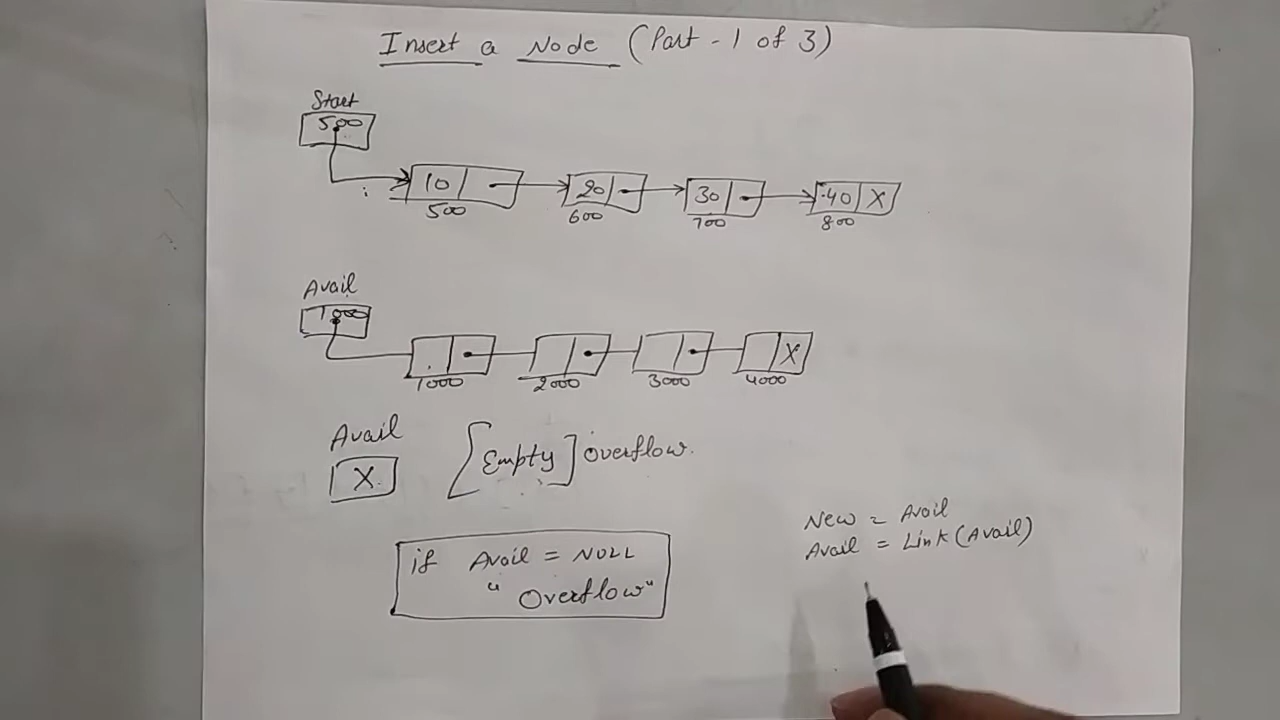 Insert a Node (Part - 1 of 3)
Start
500
10 20 30 40 X
500 600 700 800
Avail
1000
X
1000 2000 3000 4000
Avail
X
[Empty] overflow.
New = Avail
Avail = Link (Avail)
if Avail = NULL
"Overflow"